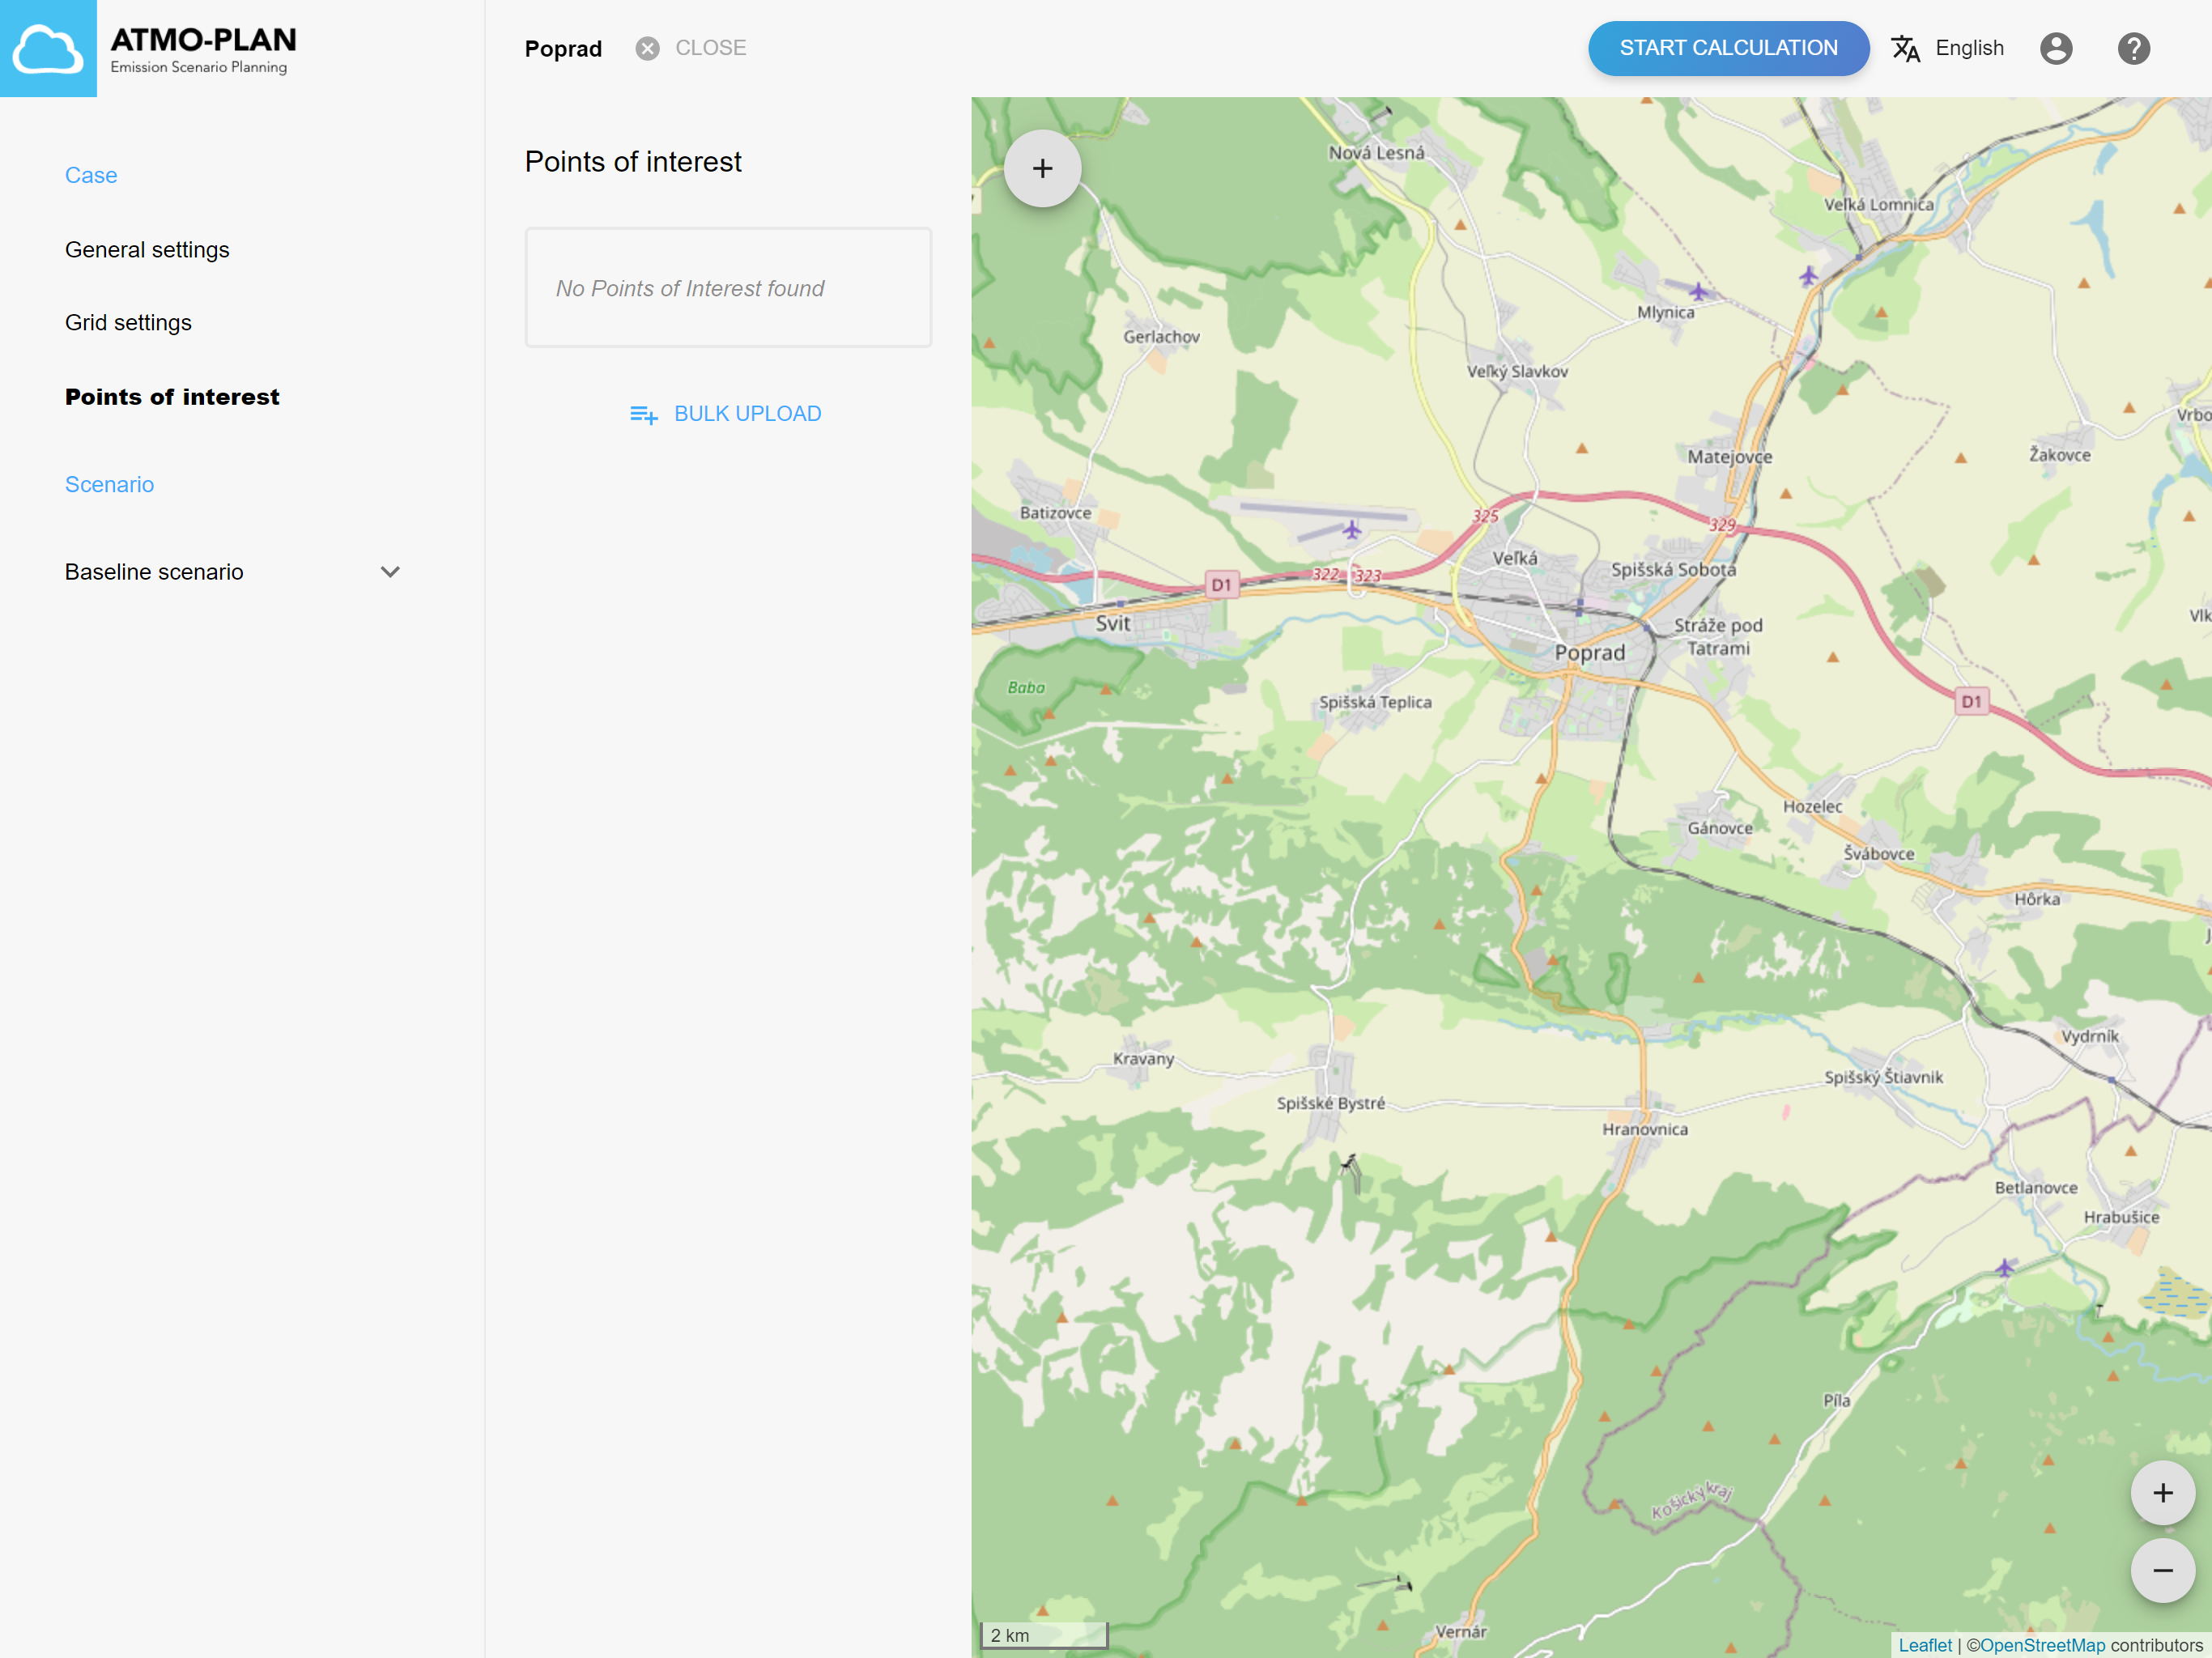 ATMO-PLAN
Emission Scenario Planning
Poprad
CLOSE
START CALCULATION
English
Case
General settings
Grid settings
Points of interest
Scenario
Baseline scenario
Points of interest
No Points of Interest found
BULK UPLOAD
Nová Lesná
Veľká Lomnica
Mlynica
Gerlachov
Veľký Slavkov
Vrbo
Matejovce
Žakovce
Batizovce
325
329
Veľká
Spišská Sobota
322
323
D1
Svit
Vlk
Stráže pod
Tatrami
Poprad
Baba
Spišská Teplica
D1
Hozelec
Gánovce
Švábovce
Hôrka
J
Vydrník
Kravany
Spišský Štiavnik
Spišské Bystré
Hranovnica
Betlanovce
Hrabušice
Píla
Košický kraj
Vernár
2 km
Leaflet | ©OpenStreetMap contributors